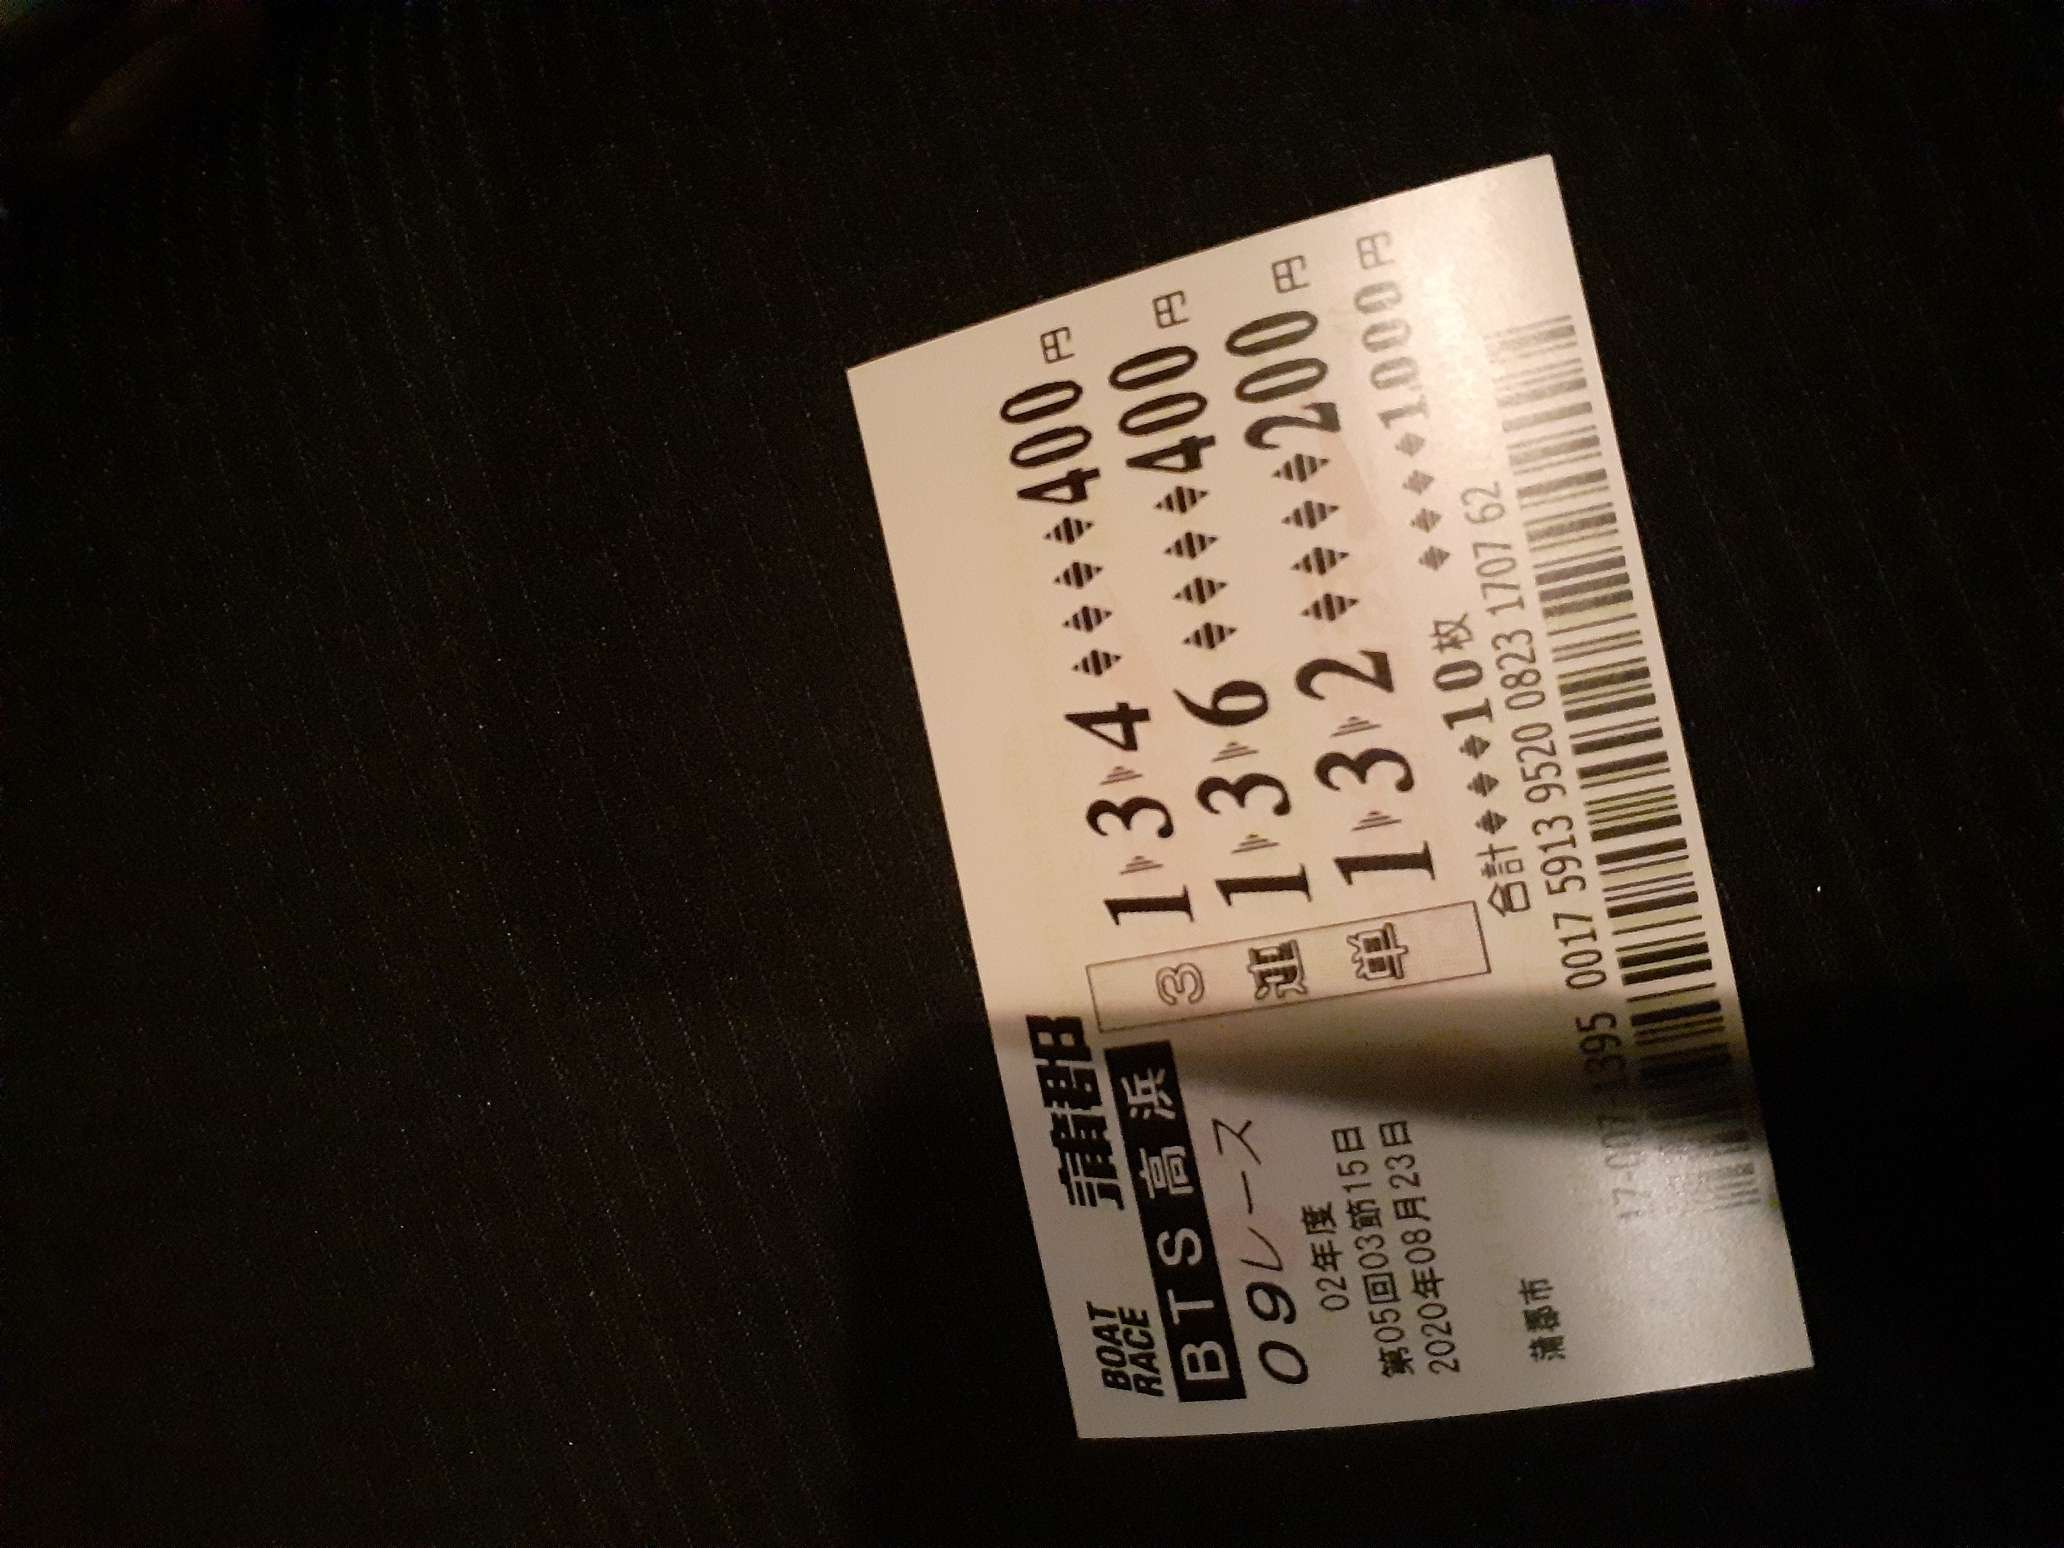 BOAT RACE 蒲郡
BTS高浜
09レース
02年度
第05回03節15日
2020年08月23日
蒲郡市
3連単
1▶3▶4 ◆◆◆◆400円
1▶3▶6 ◆◆◆◆400円
1▶3▶2 ◆◆◆◆200円
合計◆◆◆10枚 ◆◆◆◆1000円
1395 0017 5913 9520 0823 1707 62